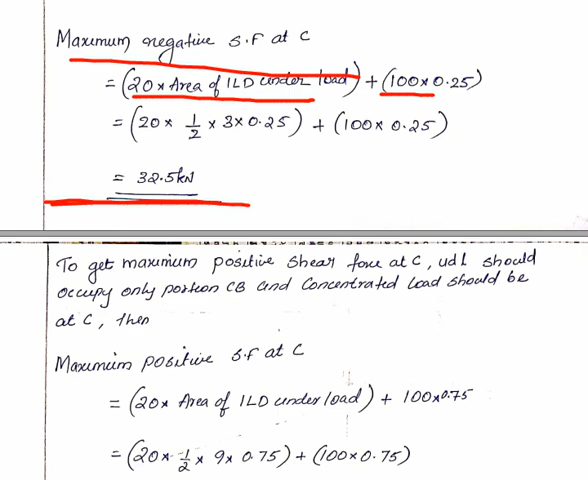 Maximum negative S.F at C
= (20 × Area of ILD under load) + (100 × 0.25)
= (20 × 1/2 × 3 × 0.25) + (100 × 0.25)
= 32.5kN
To get maximum positive shear force at C, udl should
occupy only portion CB and Concentrated load should be
at C, then
Maximum positive S.F at C
= (20 × Area of ILD under load) + 100 × 0.75
= (20 × 1/2 × 9 × 0.75) + (100 × 0.75)